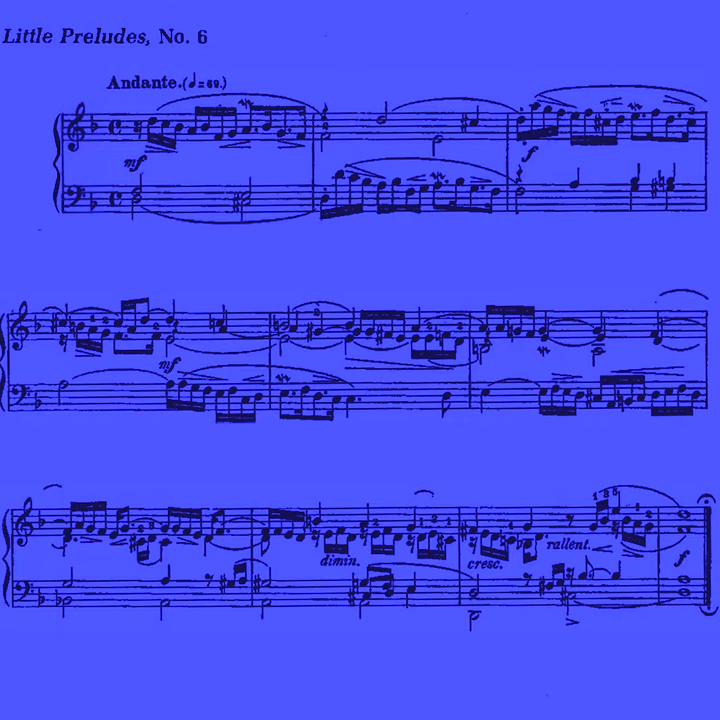 Little Preludes, No. 6
Andante. (♩=69.)
mf
f
mf
dimin.
cresc.
rallent.
f